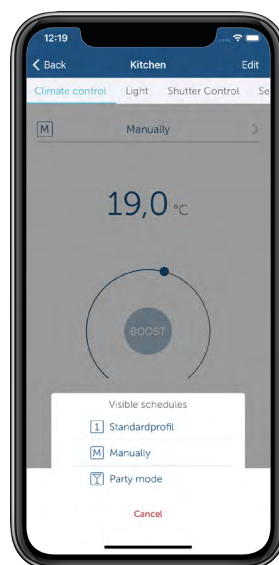 12:19
Back Kitchen Edit
Climate control Light Shutter Control Se
M Manually
19,0 °C
BOOST
Visible schedules
1 Standardprofil
M Manually
Party mode
Cancel